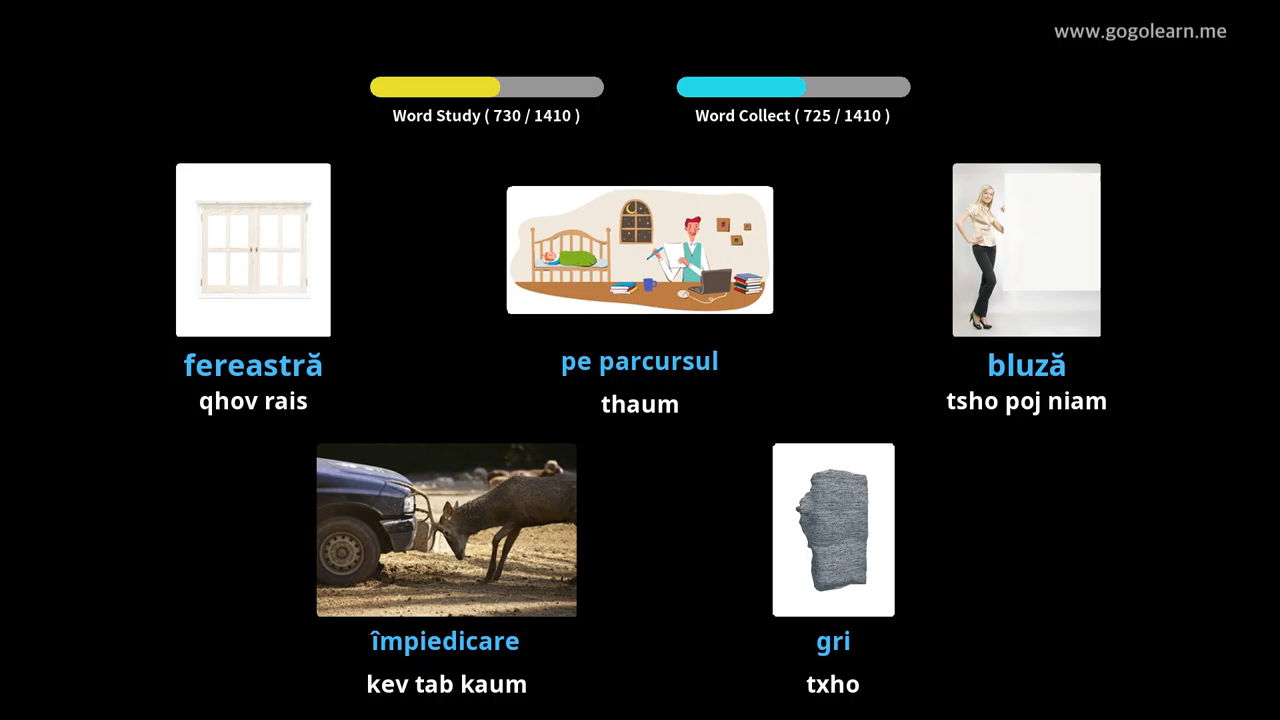 www.gogolearn.me
Word Study ( 730 / 1410 )
Word Collect ( 725 / 1410 )
fereastră
qhov rais
pe parcursul
thaum
bluză
tsho poj niam
împiedicare
kev tab kaum
gri
txho